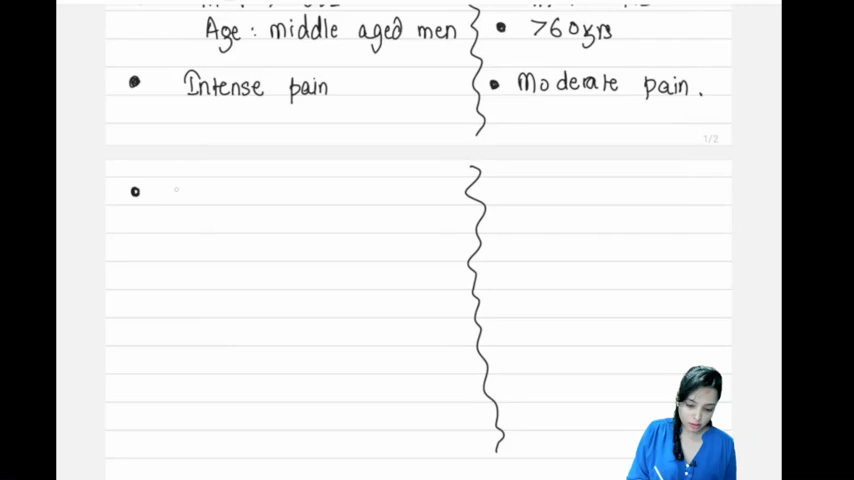 Age : middle aged men
>60yrs
Intense pain
Moderate pain.
1/2